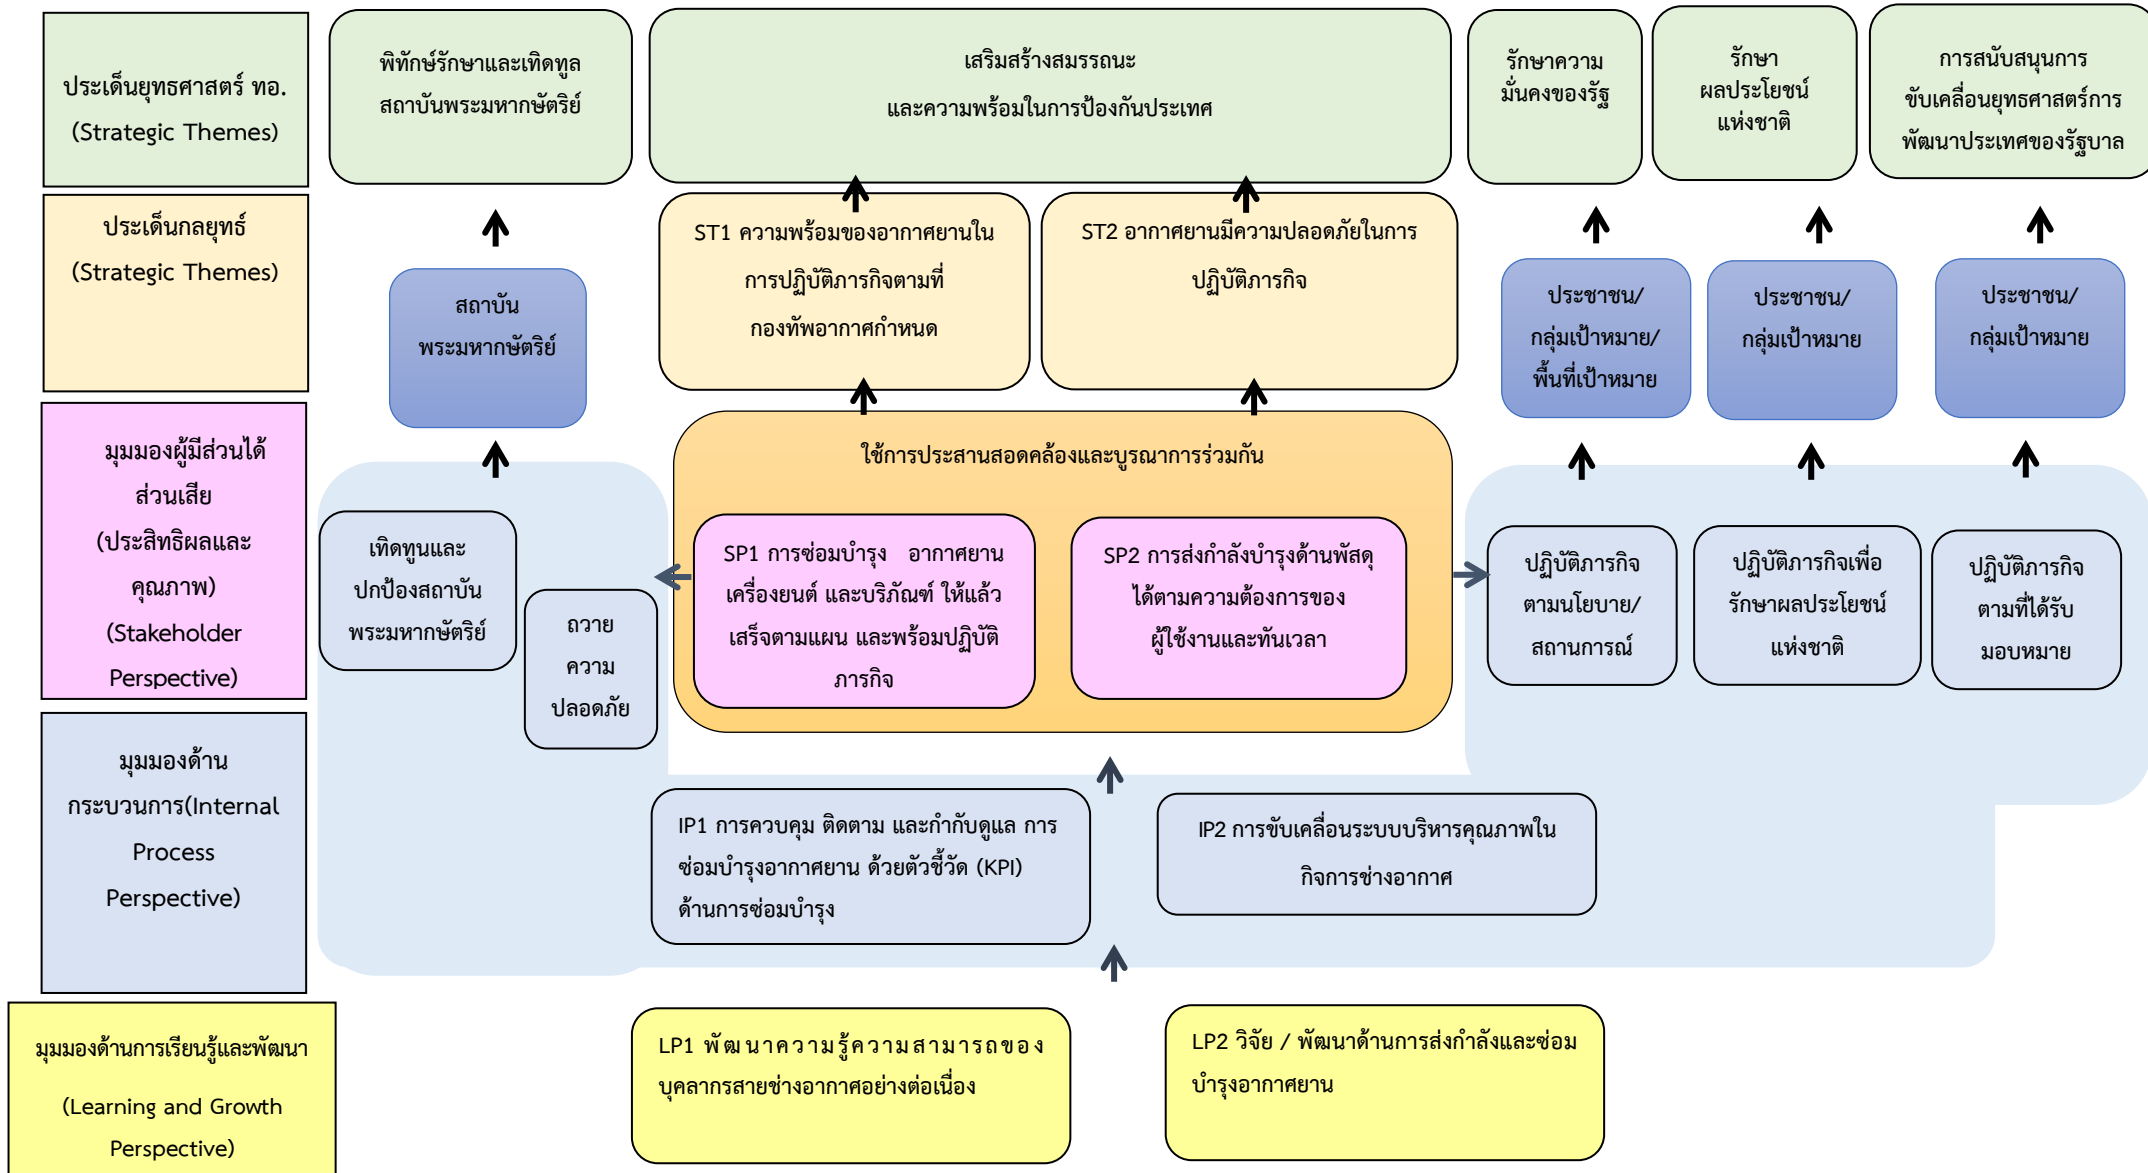 ประเด็นยุทธศาสตร์ ทอ.
(Strategic Themes)
พิทักษ์รักษาและเทิดทูล
สถาบันพระมหากษัตริย์
เสริมสร้างสมรรถนะ
และความพร้อมในการป้องกันประเทศ
รักษาความ
มั่นคงของรัฐ
รักษา
ผลประโยชน์
แห่งชาติ
การสนับสนุนการ
ขับเคลื่อนยุทธศาสตร์การ
พัฒนาประเทศของรัฐบาล
ประเด็นกลยุทธ์
(Strategic Themes)
สถาบัน
พระมหากษัตริย์
ST1 ความพร้อมของอากาศยานใน
การปฏิบัติภารกิจตามที่
กองทัพอากาศกำหนด
ST2 อากาศยานมีความปลอดภัยในการ
ปฏิบัติภารกิจ
ประชาชน/
กลุ่มเป้าหมาย/
พื้นที่เป้าหมาย
ประชาชน/
กลุ่มเป้าหมาย
ประชาชน/
กลุ่มเป้าหมาย
มุมมองผู้มีส่วนได้
ส่วนเสีย
(ประสิทธิผลและ
คุณภาพ)
(Stakeholder
Perspective)
เทิดทูนและ
ปกป้องสถาบัน
พระมหากษัตริย์
ถวาย
ความ
ปลอดภัย
ใช้การประสานสอดคล้องและบูรณาการร่วมกัน
SP1 การซ่อมบำรุง อากาศยาน
เครื่องยนต์ และบริภัณฑ์ ให้แล้ว
เสร็จตามแผน และพร้อมปฏิบัติ
ภารกิจ
SP2 การส่งกำลังบำรุงด้านพัสดุ
ได้ตามความต้องการของ
ผู้ใช้งานและทันเวลา
ปฏิบัติภารกิจ
ตามนโยบาย/
สถานการณ์
ปฏิบัติภารกิจเพื่อ
รักษาผลประโยชน์
แห่งชาติ
ปฏิบัติภารกิจ
ตามที่ได้รับ
มอบหมาย
มุมมองด้าน
กระบวนการ(Internal
Process
Perspective)
IP1 การควบคุม ติดตาม และกำกับดูแล การ
ซ่อมบำรุงอากาศยาน ด้วยตัวชี้วัด (KPI)
ด้านการซ่อมบำรุง
IP2 การขับเคลื่อนระบบบริหารคุณภาพใน
กิจการช่างอากาศ
มุมมองด้านการเรียนรู้และพัฒนา
(Learning and Growth
Perspective)
LP1 พัฒนาความรู้ความสามารถของ
บุคลากรสายช่างอากาศอย่างต่อเนื่อง
LP2 วิจัย / พัฒนาด้านการส่งกำลังและซ่อม
บำรุงอากาศยาน